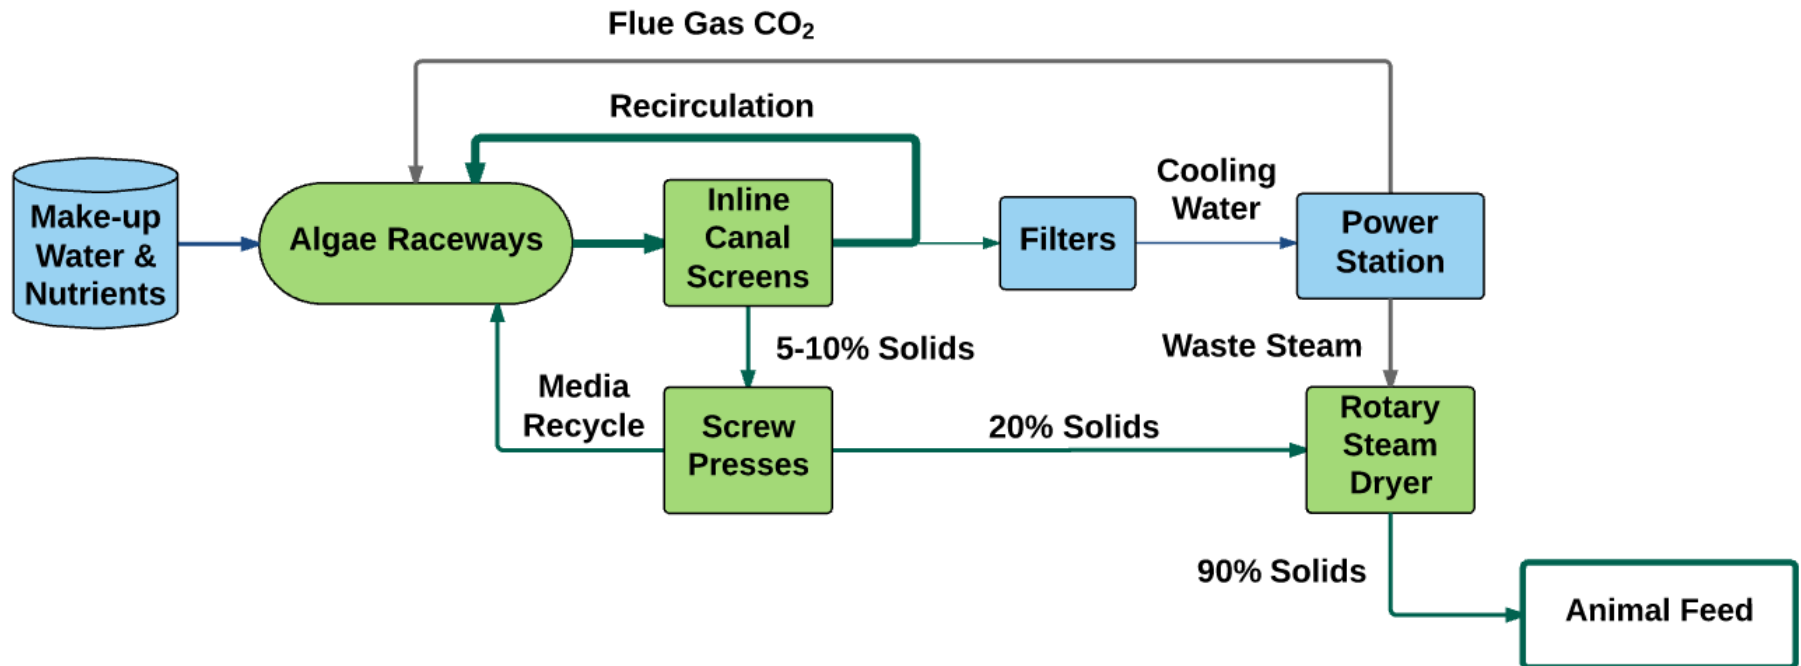 Flue Gas CO₂
Recirculation
Make-up
Water &
Nutrients
Algae Raceways
Inline
Canal
Screens
Filters
Cooling
Water
Power
Station
5-10% Solids
Waste Steam
Media
Recycle
Screw
Presses
20% Solids
Rotary
Steam
Dryer
90% Solids
Animal Feed